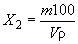 X₂ = m100 / Vρ